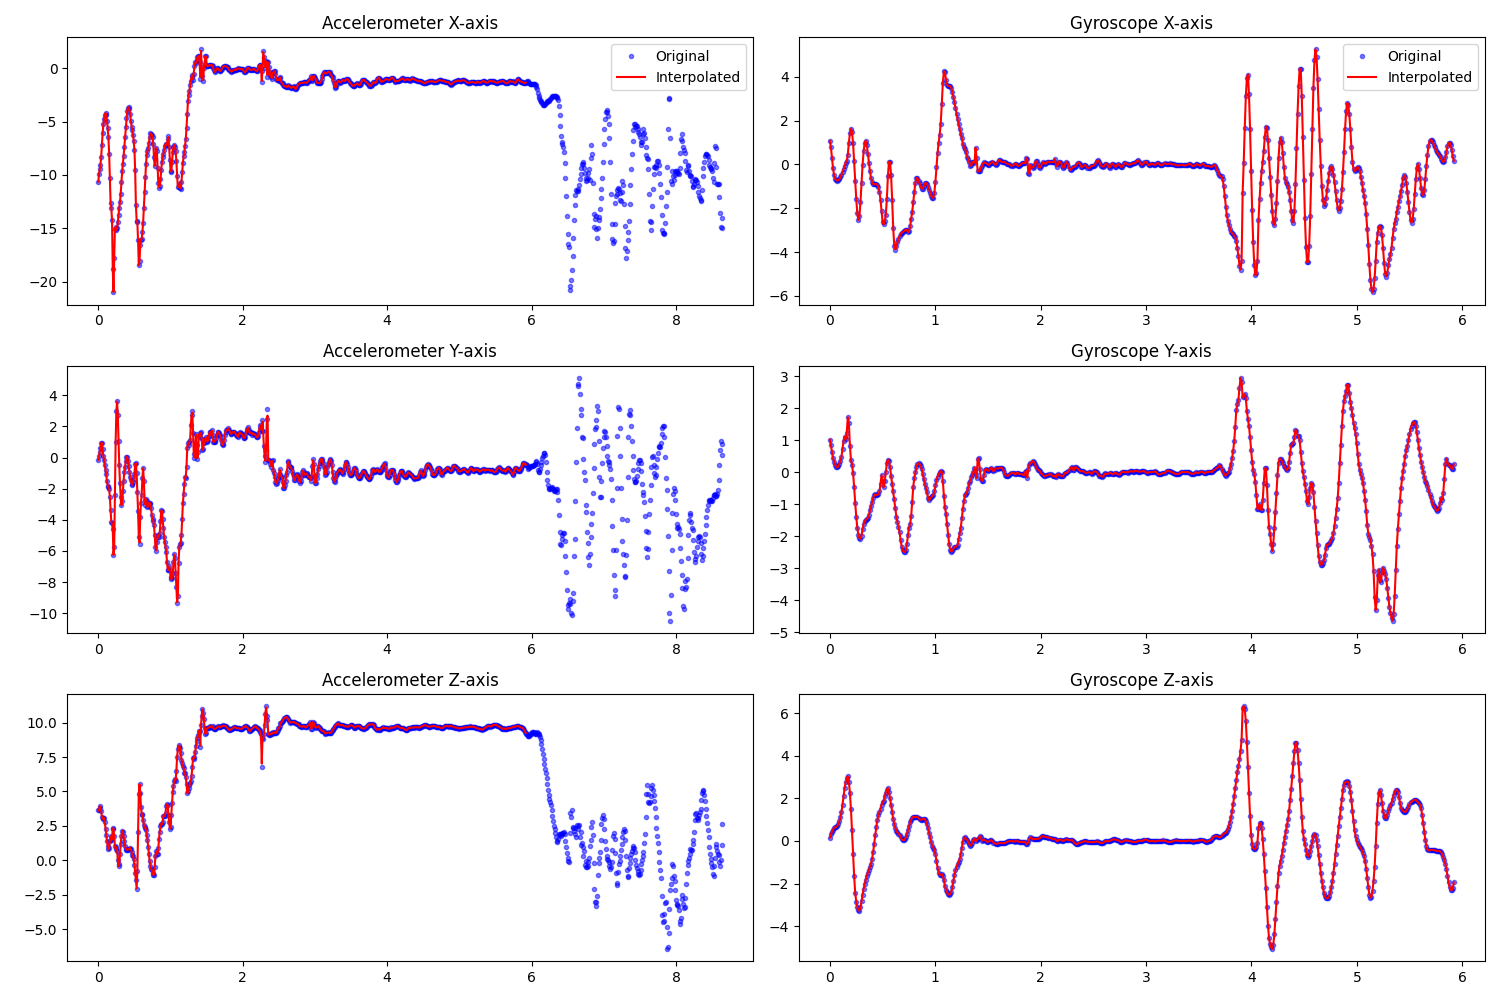 Accelerometer X-axis
0
−5
−10
−15
−20
0 2 4 6 8
Original
Interpolated
Gyroscope X-axis
4
2
0
−2
−4
−6
0 1 2 3 4 5 6
Original
Interpolated
Accelerometer Y-axis
4
2
0
−2
−4
−6
−8
−10
0 2 4 6 8
Gyroscope Y-axis
3
2
1
0
−1
−2
−3
−4
−5
0 1 2 3 4 5 6
Accelerometer Z-axis
10.0
7.5
5.0
2.5
0.0
−2.5
−5.0
0 2 4 6 8
Gyroscope Z-axis
6
4
2
0
−2
−4
0 1 2 3 4 5 6